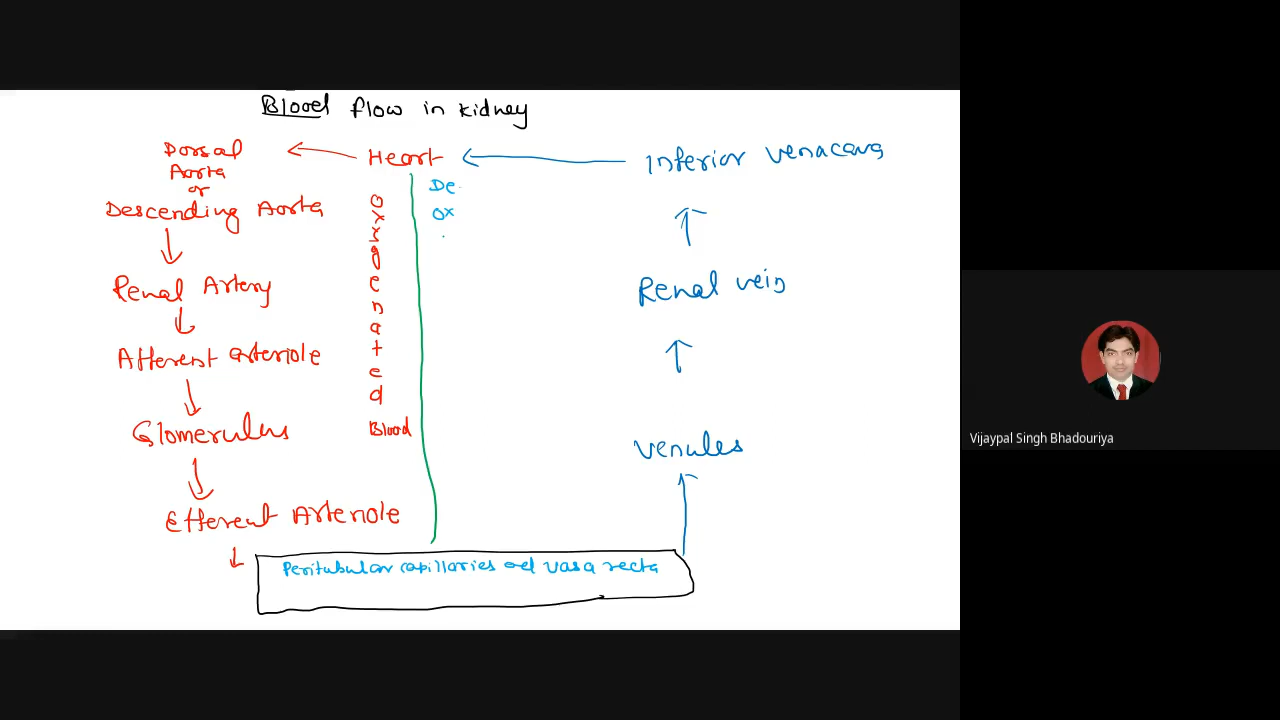 Blood flow in kidney
Dorsal
Aorta
or
Descending Aorta
Heart
Inferior venacava
De
Ox
Oxygenated
Blood
Renal Artery
Renal vein
Afferent arteriole
Glomerulus
venules
Efferent Arteriole
Peritubular capillaries and vasa recta
Vijaypal Singh Bhadouriya